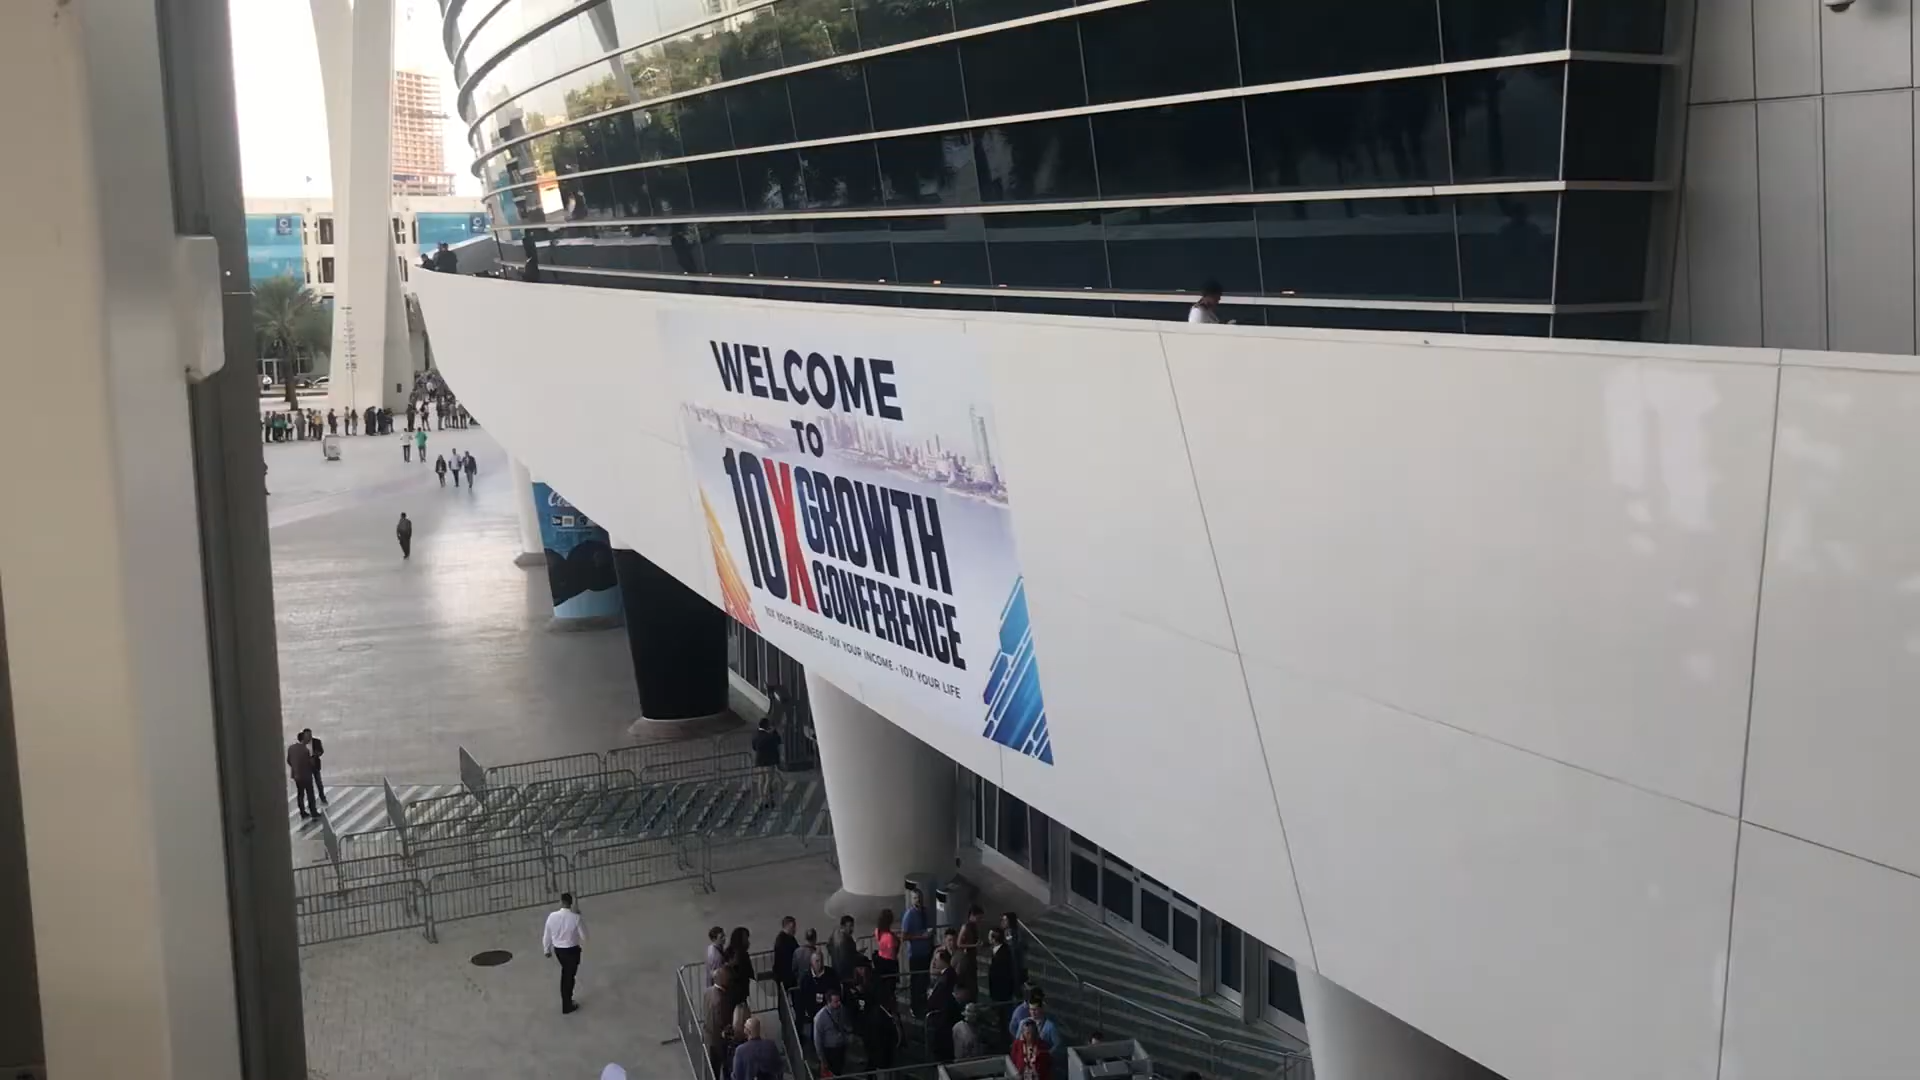 WELCOME
TO
10X GROWTH
CONFERENCE
10X YOUR BUSINESS - 10X YOUR INCOME - 10X YOUR LIFE